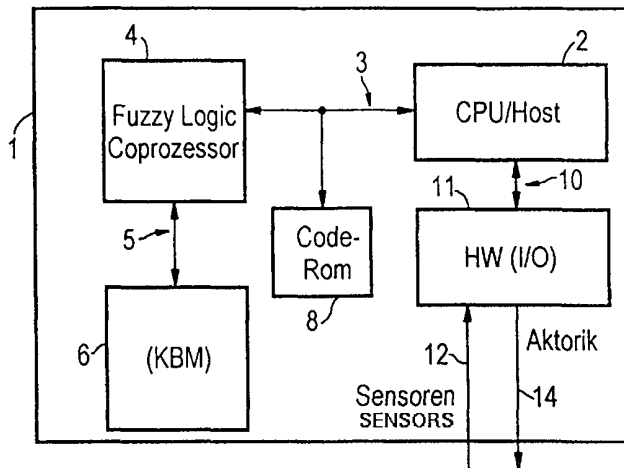 4
2
3
1
Fuzzy Logic
Coprozessor
CPU/Host
11
10
5
Code-
Rom
HW (I/O)
8
6
(KBM)
12
Aktorik
Sensoren
SENSORS
14